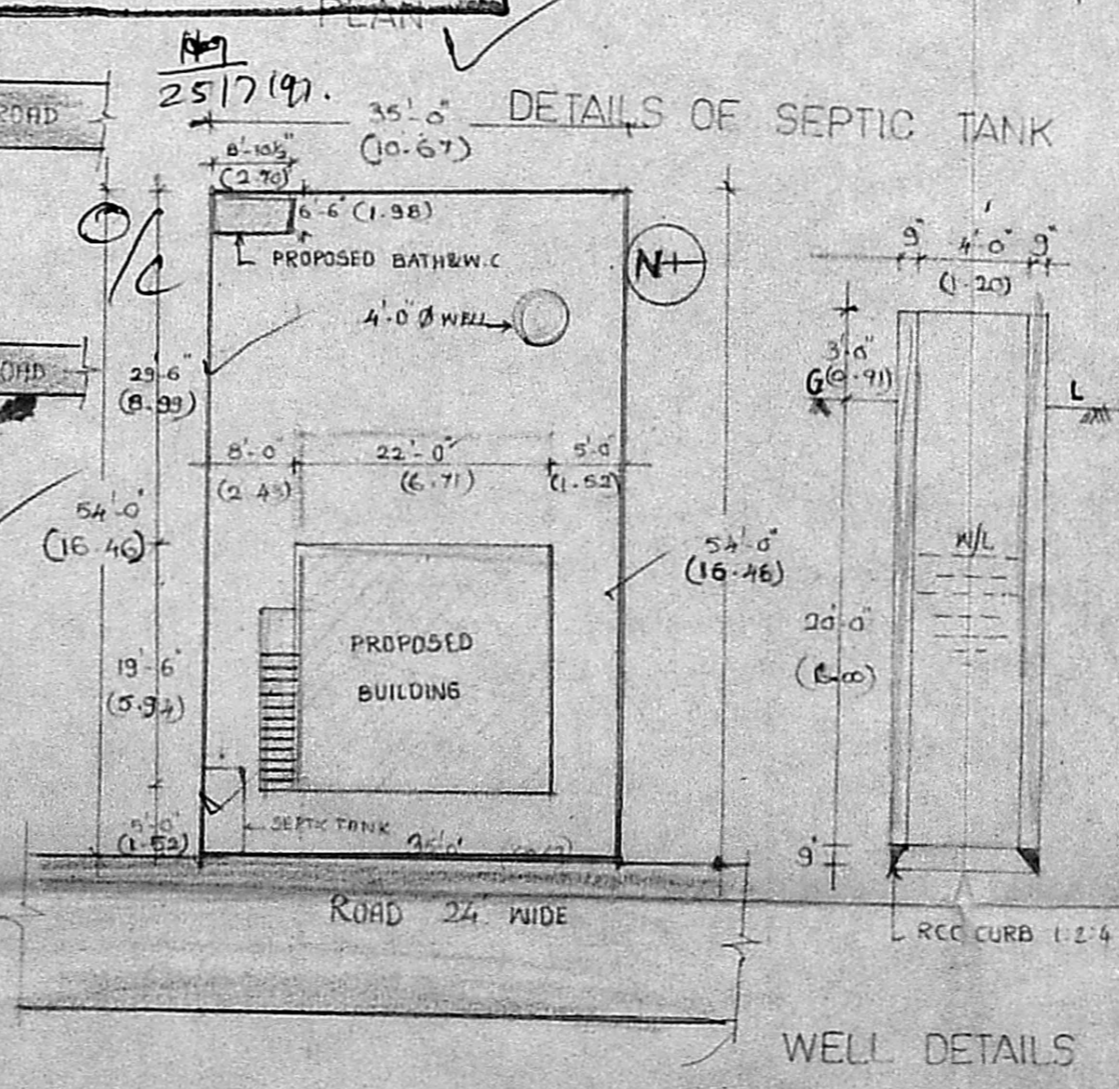 PLAN
25/7/97.
ROAD
DETAILS OF SEPTIC TANK
35'-0"
(10.67)
8'-10½"
(2.70)
6'-6" (1.98)
PROPOSED BATH & W.C
N
4'-0" Ø WELL
9" 4'-0" 9"
(1.20)
3'-0"
(0.91)
G L
OAD
29'-6"
(8.99)
8'-0" 22'-0" 5'-0"
(2.43) (6.71) (1.52)
54'-0"
(16.46)
54'-0"
(16.46)
W/L
20'-0"
PROPOSED
BUILDING
19'-6"
(5.94)
5'-0"
(1.52)
SEPTIC TANK
35'-0"
9"
ROAD 24' WIDE
RCC CURB 1:2:4
WELL DETAILS